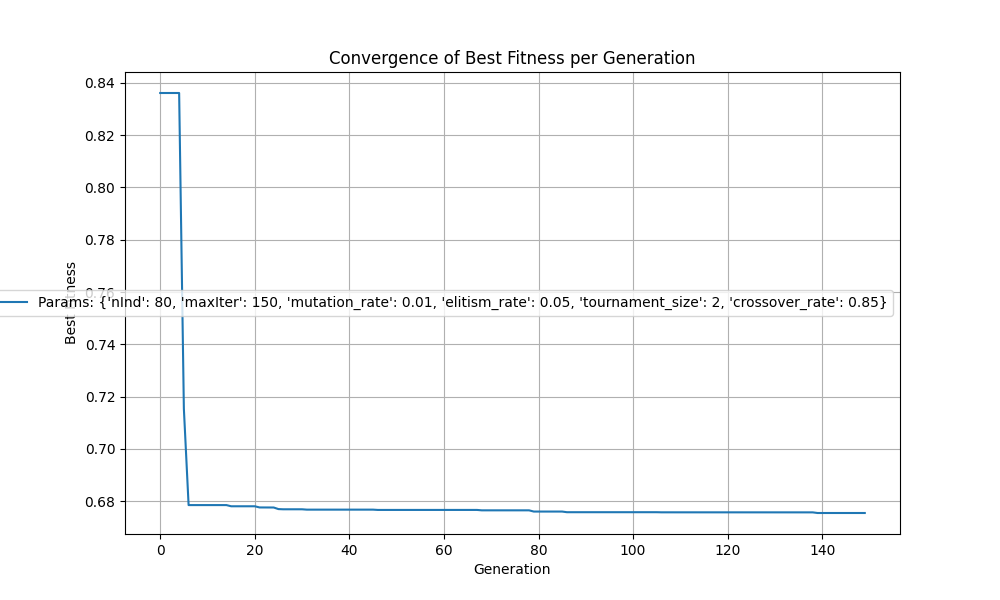 Convergence of Best Fitness per Generation
0.84
0.82
0.80
0.78
0.76
Params: {'nInd': 80, 'maxIter': 150, 'mutation_rate': 0.01, 'elitism_rate': 0.05, 'tournament_size': 2, 'crossover_rate': 0.85}
0.74
0.72
0.70
0.68
Best Fitness
0 20 40 60 80 100 120 140
Generation